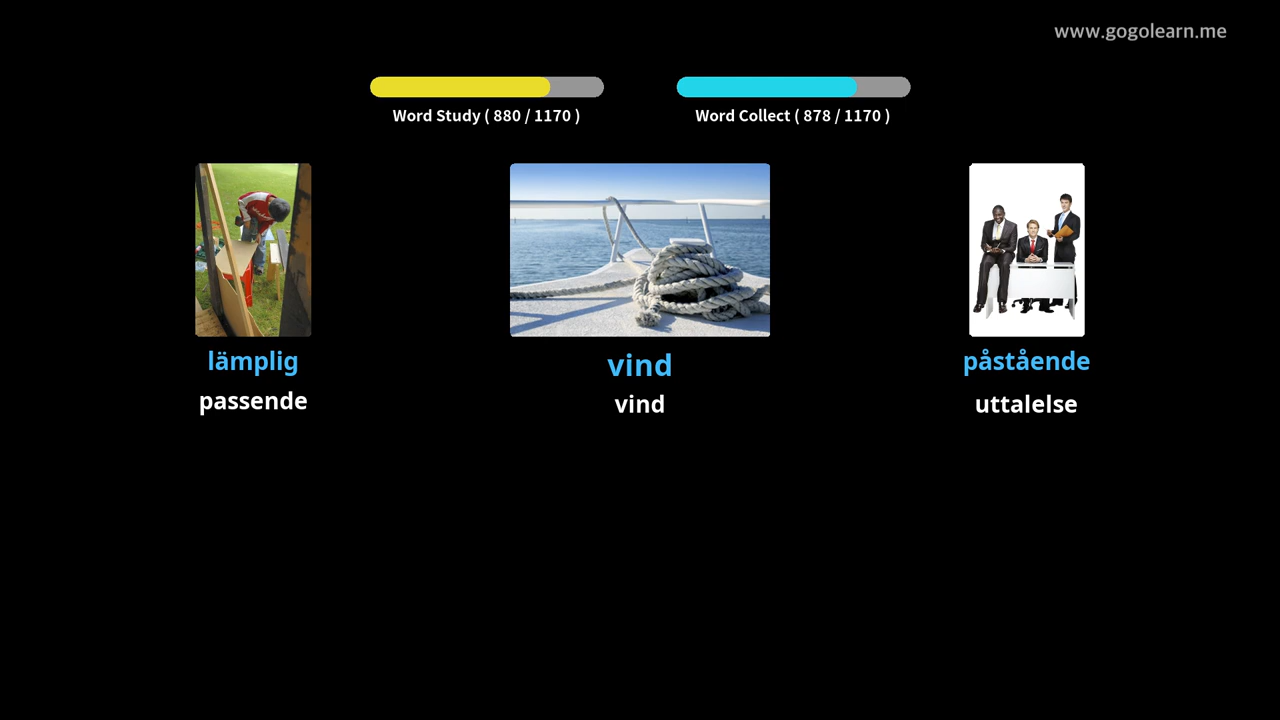 www.gogolearn.me
Word Study ( 880 / 1170 )
Word Collect ( 878 / 1170 )
lämplig
passende
vind
vind
påstående
uttalelse